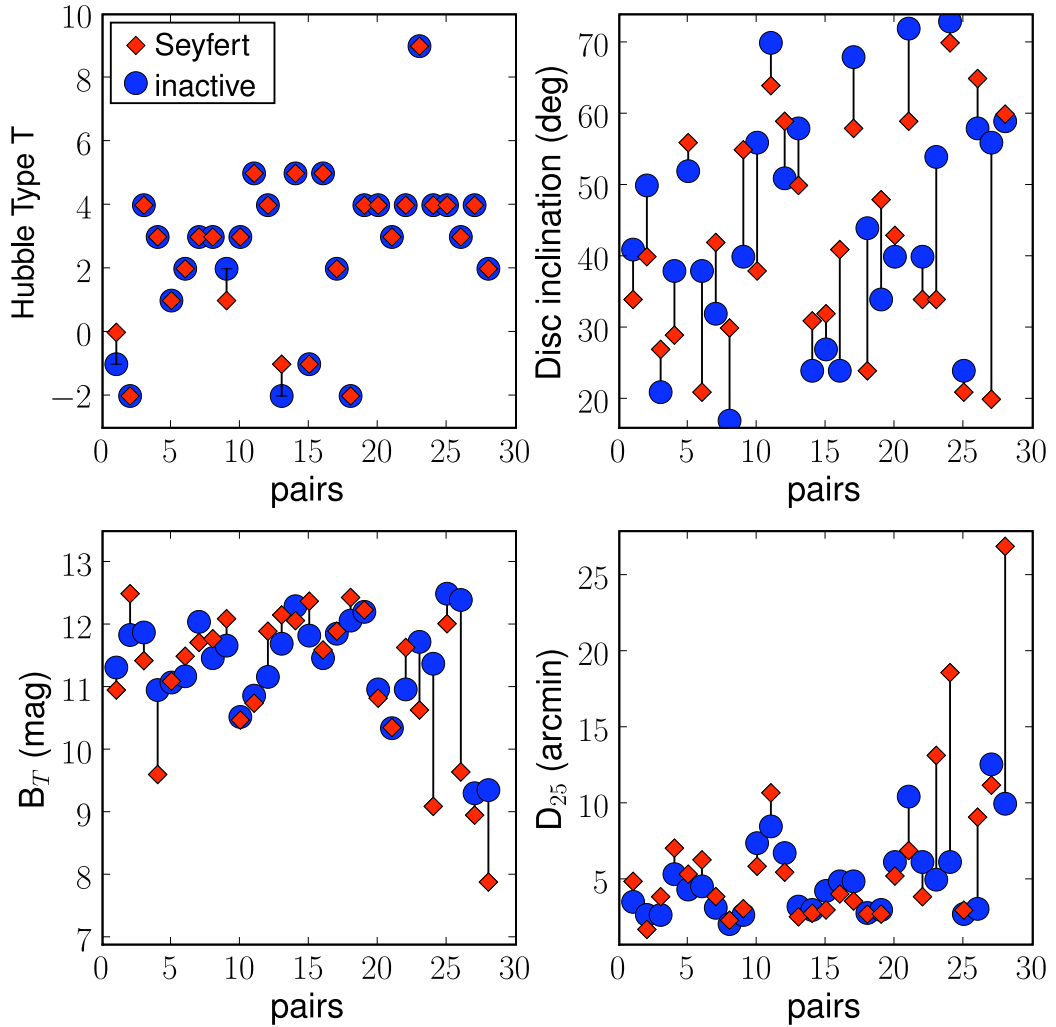 Hubble Type T
10
8
6
4
2
0
−2
Seyfert
inactive
0 5 10 15 20 25 30
pairs
Disc inclination (deg)
70
60
50
40
30
20
0 5 10 15 20 25 30
pairs
B_T (mag)
13
12
11
10
9
8
7
0 5 10 15 20 25 30
pairs
D_25 (arcmin)
25
20
15
10
5
0 5 10 15 20 25 30
pairs